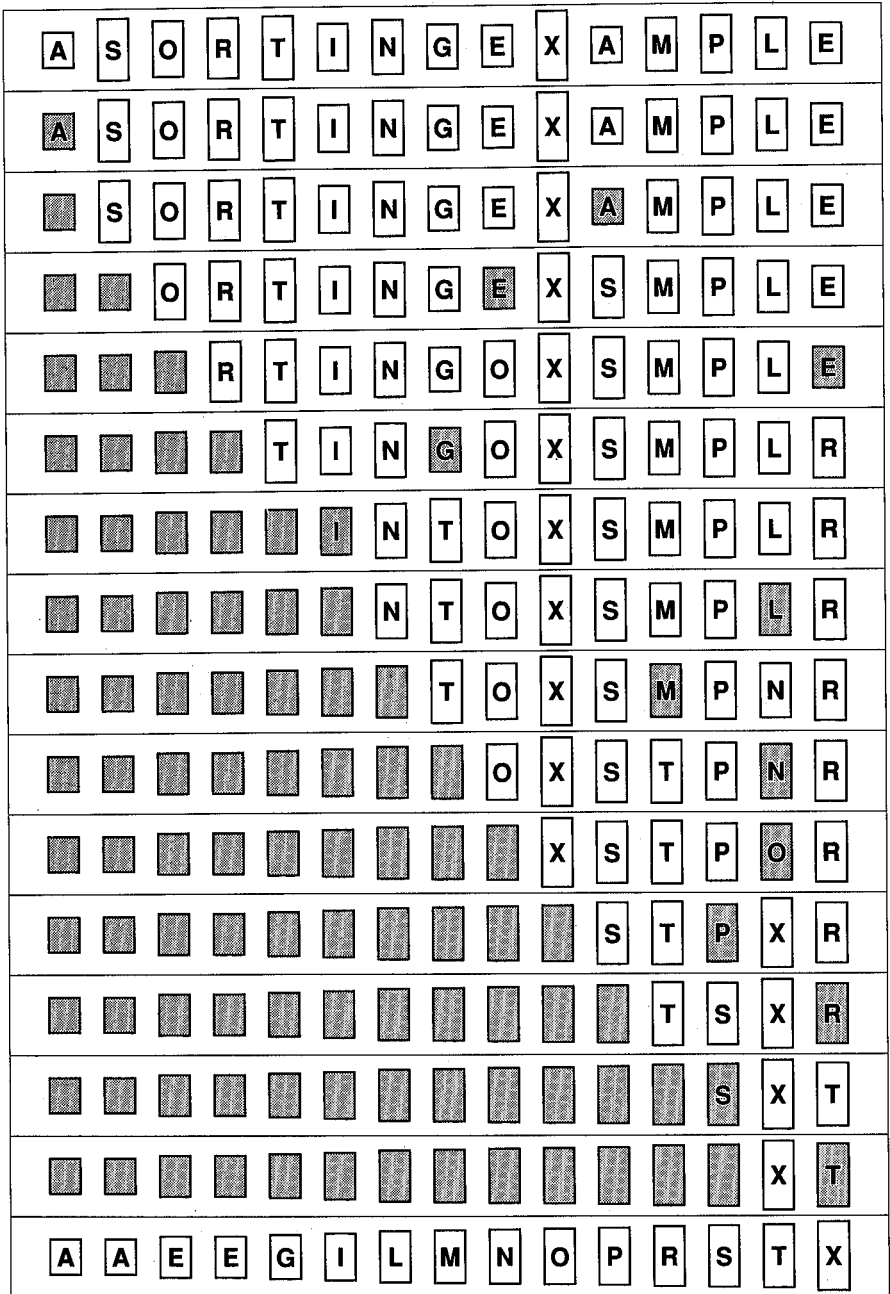 A S O R T I N G E X A M P L E
A S O R T I N G E X A M P L E
S O R T I N G E X A M P L E
O R T I N G E X S M P L E
R T I N G O X S M P L E
T I N G O X S M P L R
I N T O X S M P L R
N T O X S M P L R
T O X S M P N R
O X S T P N R
X S T P O R
S T P X R
T S X R
S X T
X T
A A E E G I L M N O P R S T X